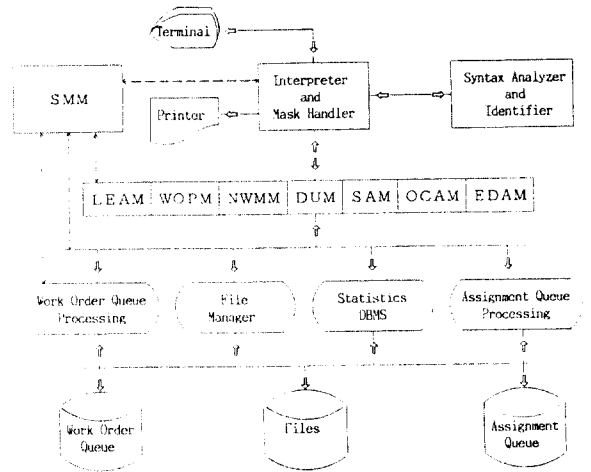 Terminal
SMM
Interpreter
and
Mask Handler
Syntax Analyzer
and
Identifier
Printer
LEAM WOPM NWMM DUM SAM OCAM EDAM
Work Order Queue
Processing
File
Manager
Statistics
DBMS
Assignment Queue
Processing
Work Order
Queue
Files
Assignment
Queue